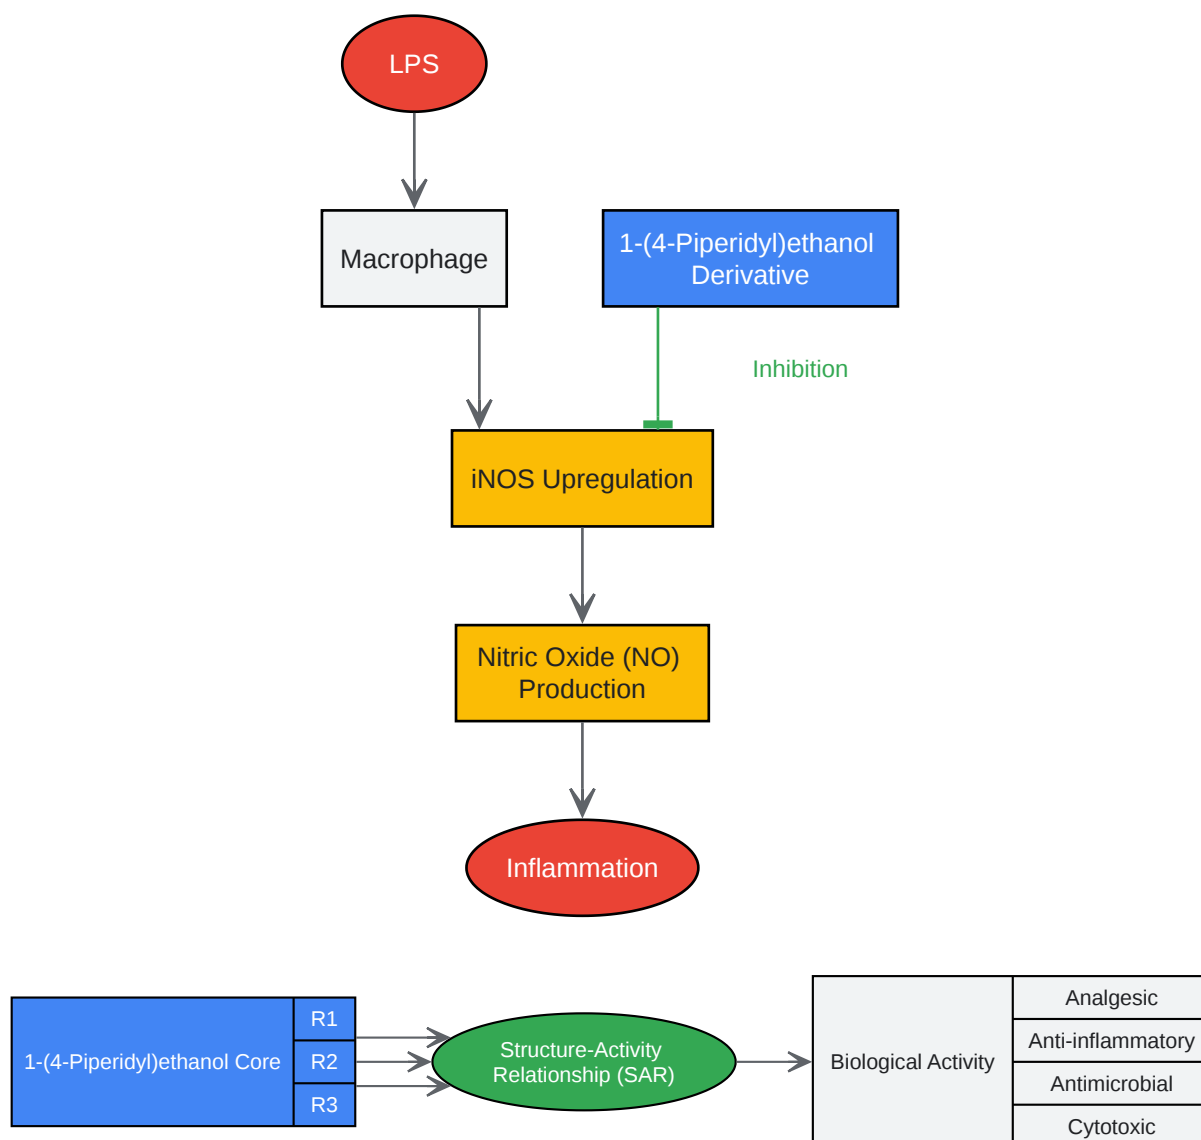 LPS
Macrophage
1-(4-Piperidyl)ethanol
Derivative
Inhibition
iNOS Upregulation
Nitric Oxide (NO)
Production
Inflammation
1-(4-Piperidyl)ethanol Core
R1
R2
R3
Structure-Activity
Relationship (SAR)
Biological Activity
Analgesic
Anti-inflammatory
Antimicrobial
Cytotoxic